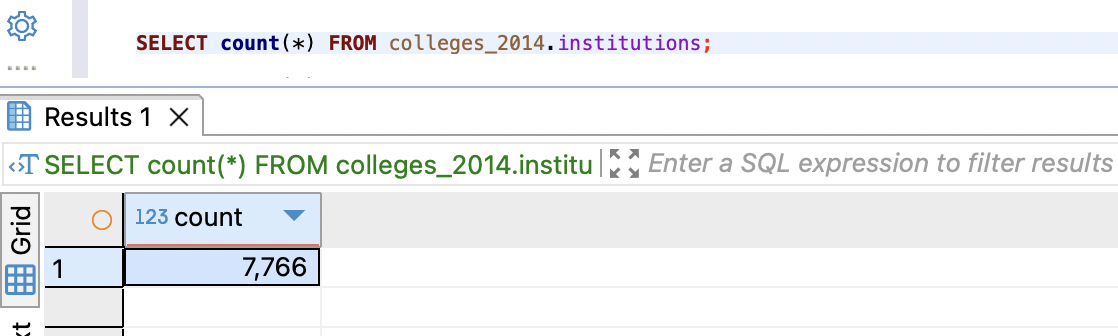 SELECT count(*) FROM colleges_2014.institutions;
Results 1
SELECT count(*) FROM colleges_2014.institu
Enter a SQL expression to filter results
Grid
123 count
1
7,766